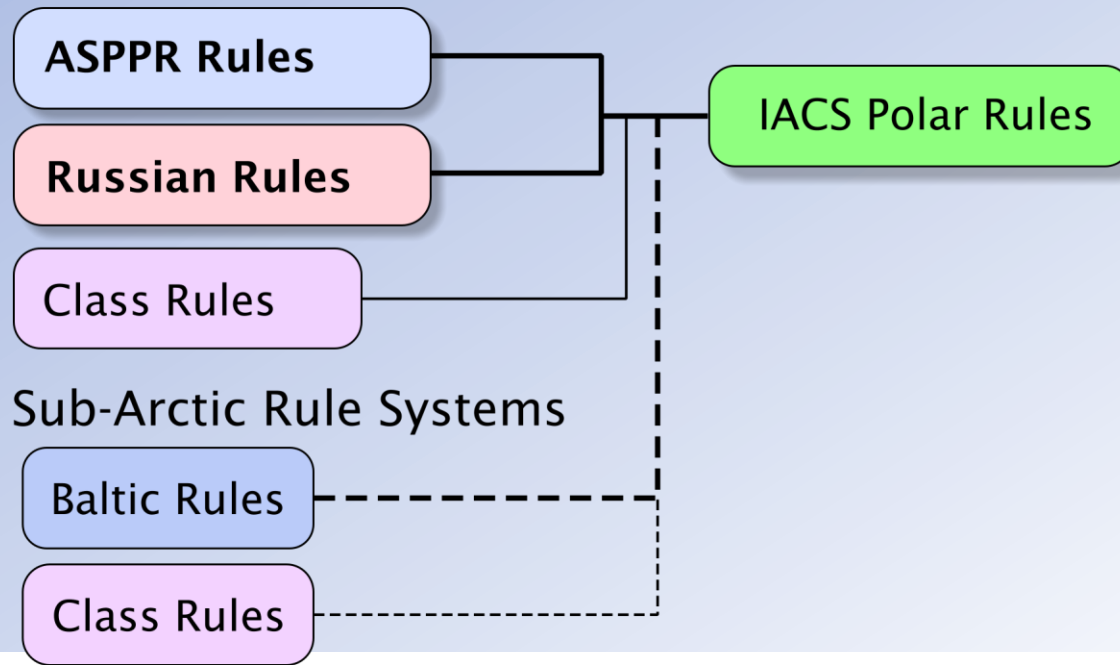 ASPPR Rules
IACS Polar Rules
Russian Rules
Class Rules
Sub-Arctic Rule Systems
Baltic Rules
Class Rules